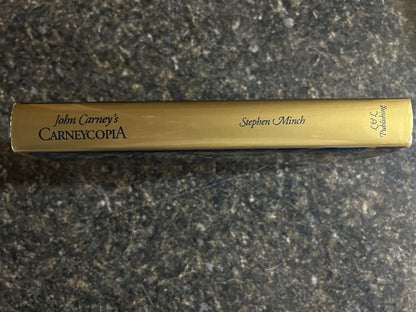 John Carney's
CARNEYCOPIA
Stephen Minch
L&L
Publishing